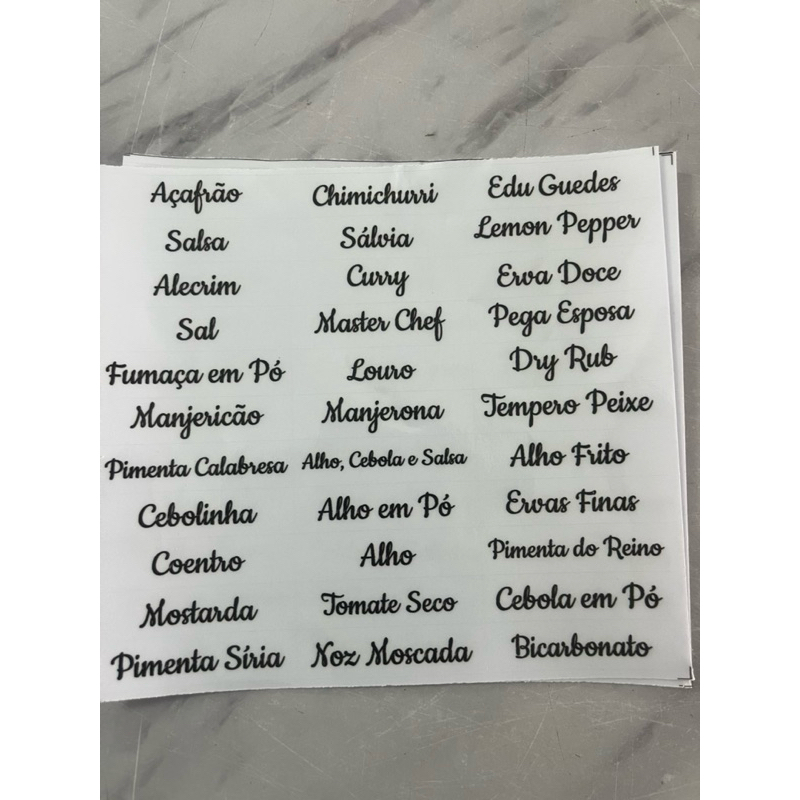 Açafrão
Salsa
Alecrim
Sal
Fumaça em Pó
Manjericão
Pimenta Calabresa
Cebolinha
Coentro
Mostarda
Pimenta Síria
Chimichurri
Sálvia
Curry
Master Chef
Louro
Manjerona
Alho, Cebola e Salsa
Alho em Pó
Alho
Tomate Seco
Noz Moscada
Edu Guedes
Lemon Pepper
Erva Doce
Pega Esposa
Dry Rub
Tempero Peixe
Alho Frito
Ervas Finas
Pimenta do Reino
Cebola em Pó
Bicarbonato